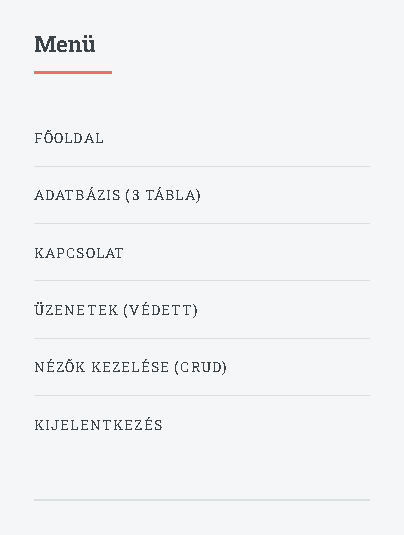 Menü
FŐOLDAL
ADATBÁZIS (3 TÁBLA)
KAPCSOLAT
ÜZENETEK (VÉDETT)
NÉZŐK KEZELÉSE (CRUD)
KIJELENTKEZÉS